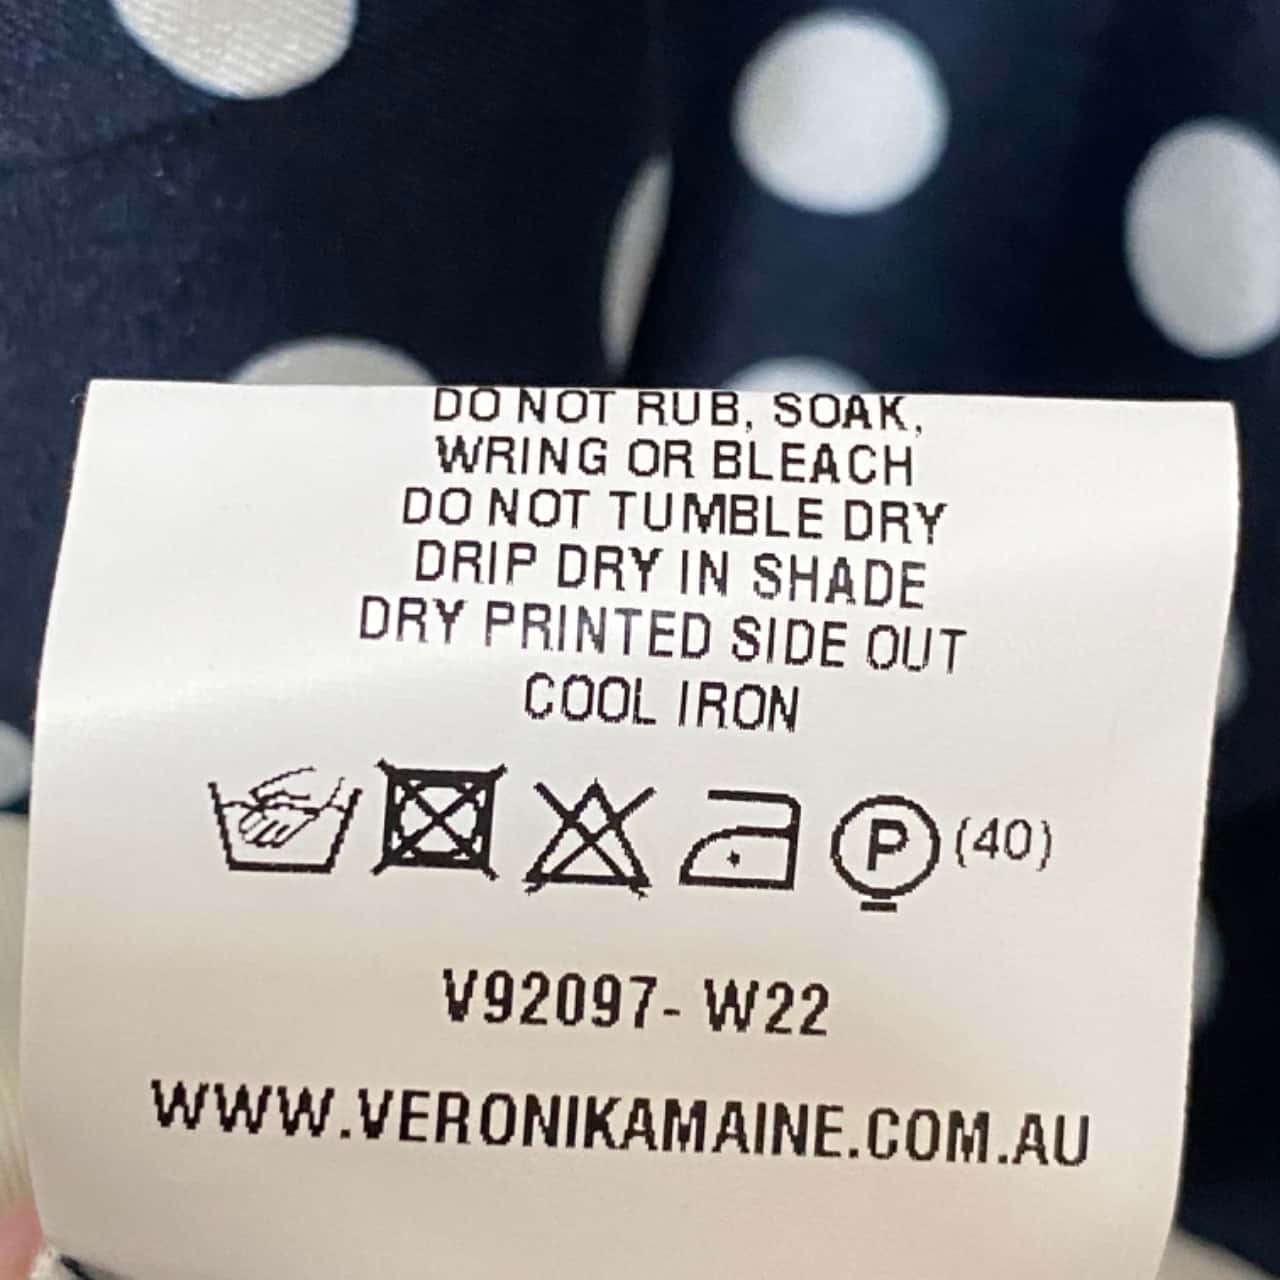 DO NOT RUB, SOAK,
WRING OR BLEACH
DO NOT TUMBLE DRY
DRIP DRY IN SHADE
DRY PRINTED SIDE OUT
COOL IRON
P (40)
V92097- W22
WWW.VERONIKAMAINE.COM.AU